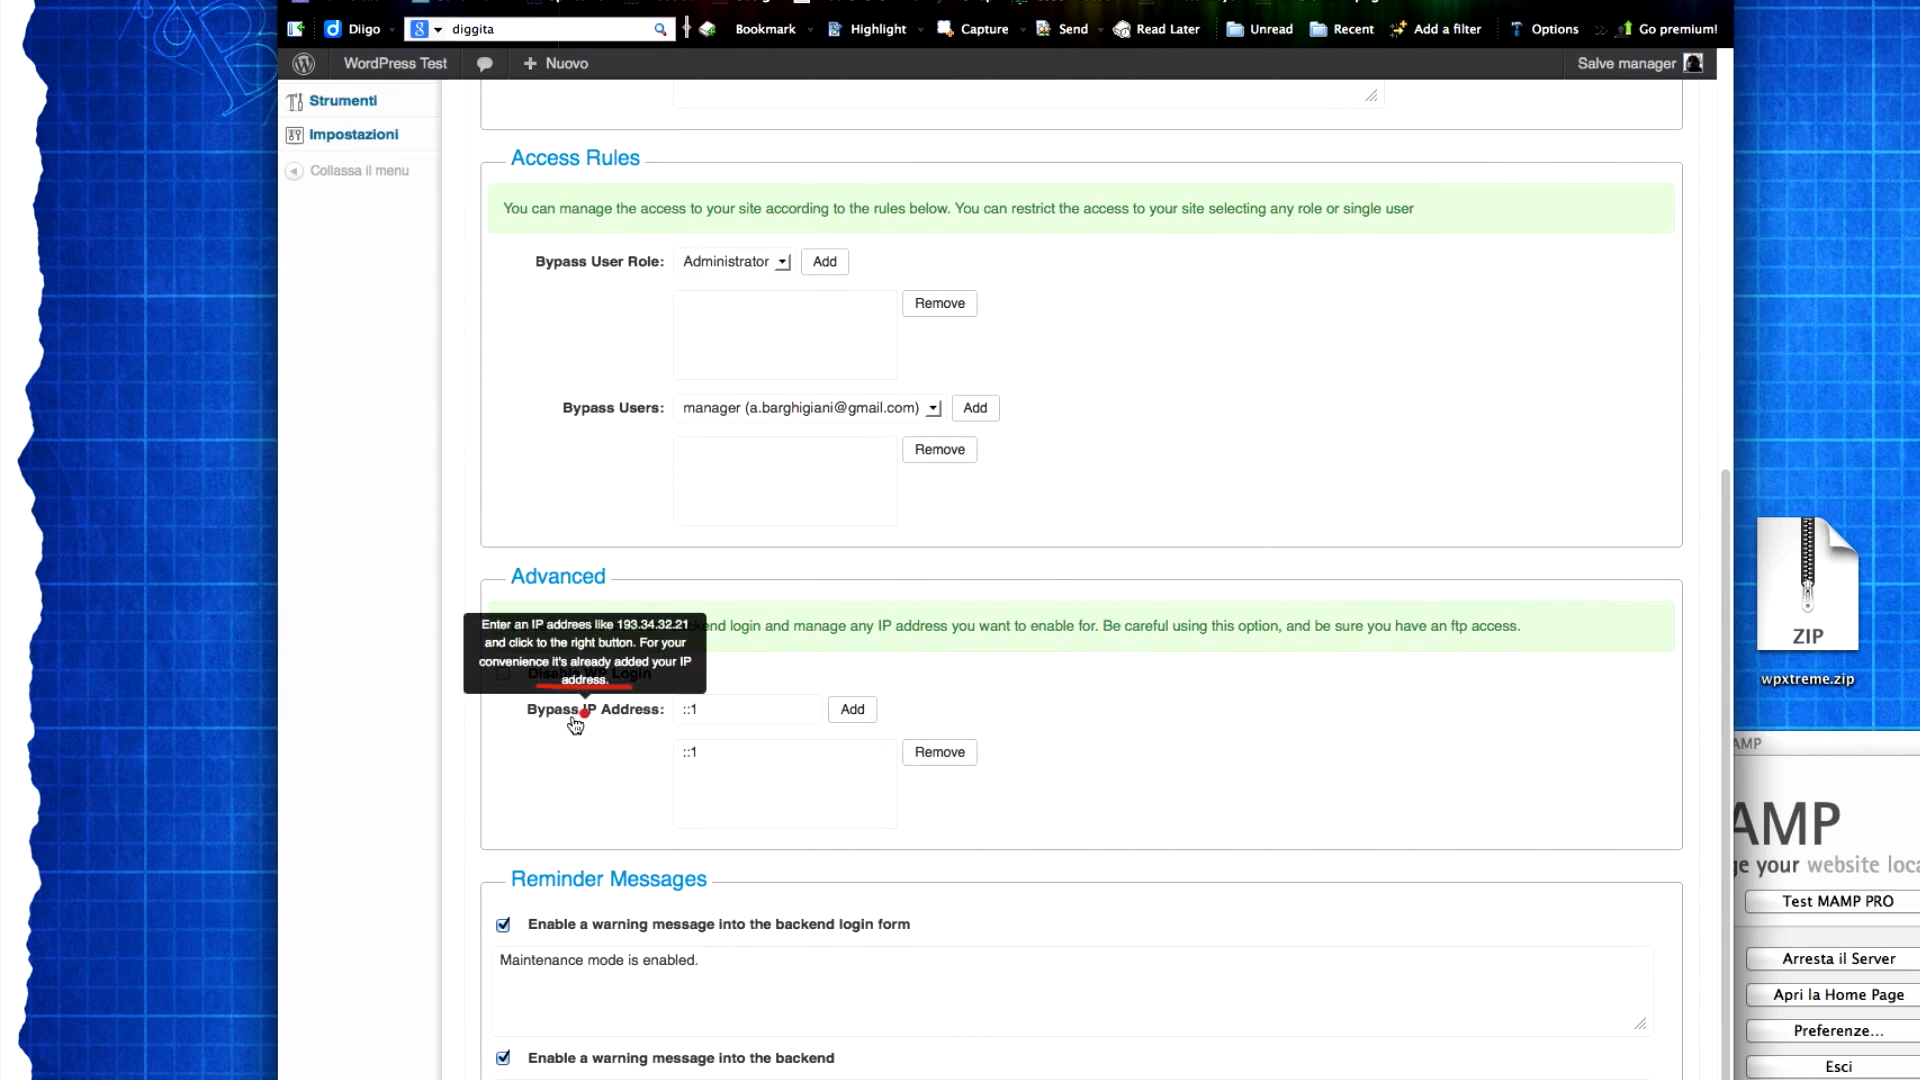 Diigo
diggita
Bookmark
Highlight
Capture
Send
Read Later
Unread
Recent
Add a filter
Options
Go premium!
WordPress Test
Nuovo
Salve manager
Strumenti
Impostazioni
Collassa il menu
Access Rules
You can manage the access to your site according to the rules below. You can restrict the access to your site selecting any role or single user
Bypass User Role: Administrator Add
Remove
Bypass Users: manager (a.barghigiani@gmail.com) Add
Remove
Advanced
Enter an IP addrees like 193.34.32.21
and click to the right button. For your
convenience it's already added your IP
address.
end login and manage any IP address you want to enable for. Be careful using this option, and be sure you have an ftp access.
Bypass IP Address: ::1 Add
::1 Remove
Reminder Messages
Enable a warning message into the backend login form
Maintenance mode is enabled.
Enable a warning message into the backend
ZIP
wpxtreme.zip
AMP
AMP
ge your website loca
Test MAMP PRO
Arresta il Server
Apri la Home Page
Preferenze...
Esci